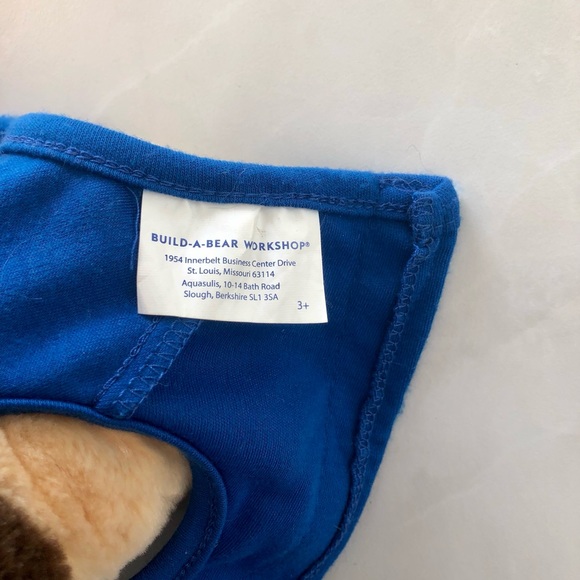 BUILD-A-BEAR WORKSHOP®
1954 Innerbelt Business Center Drive
St. Louis, Missouri 63114
Aquasulis, 10-14 Bath Road
Slough, Berkshire SL1 3SA
3+